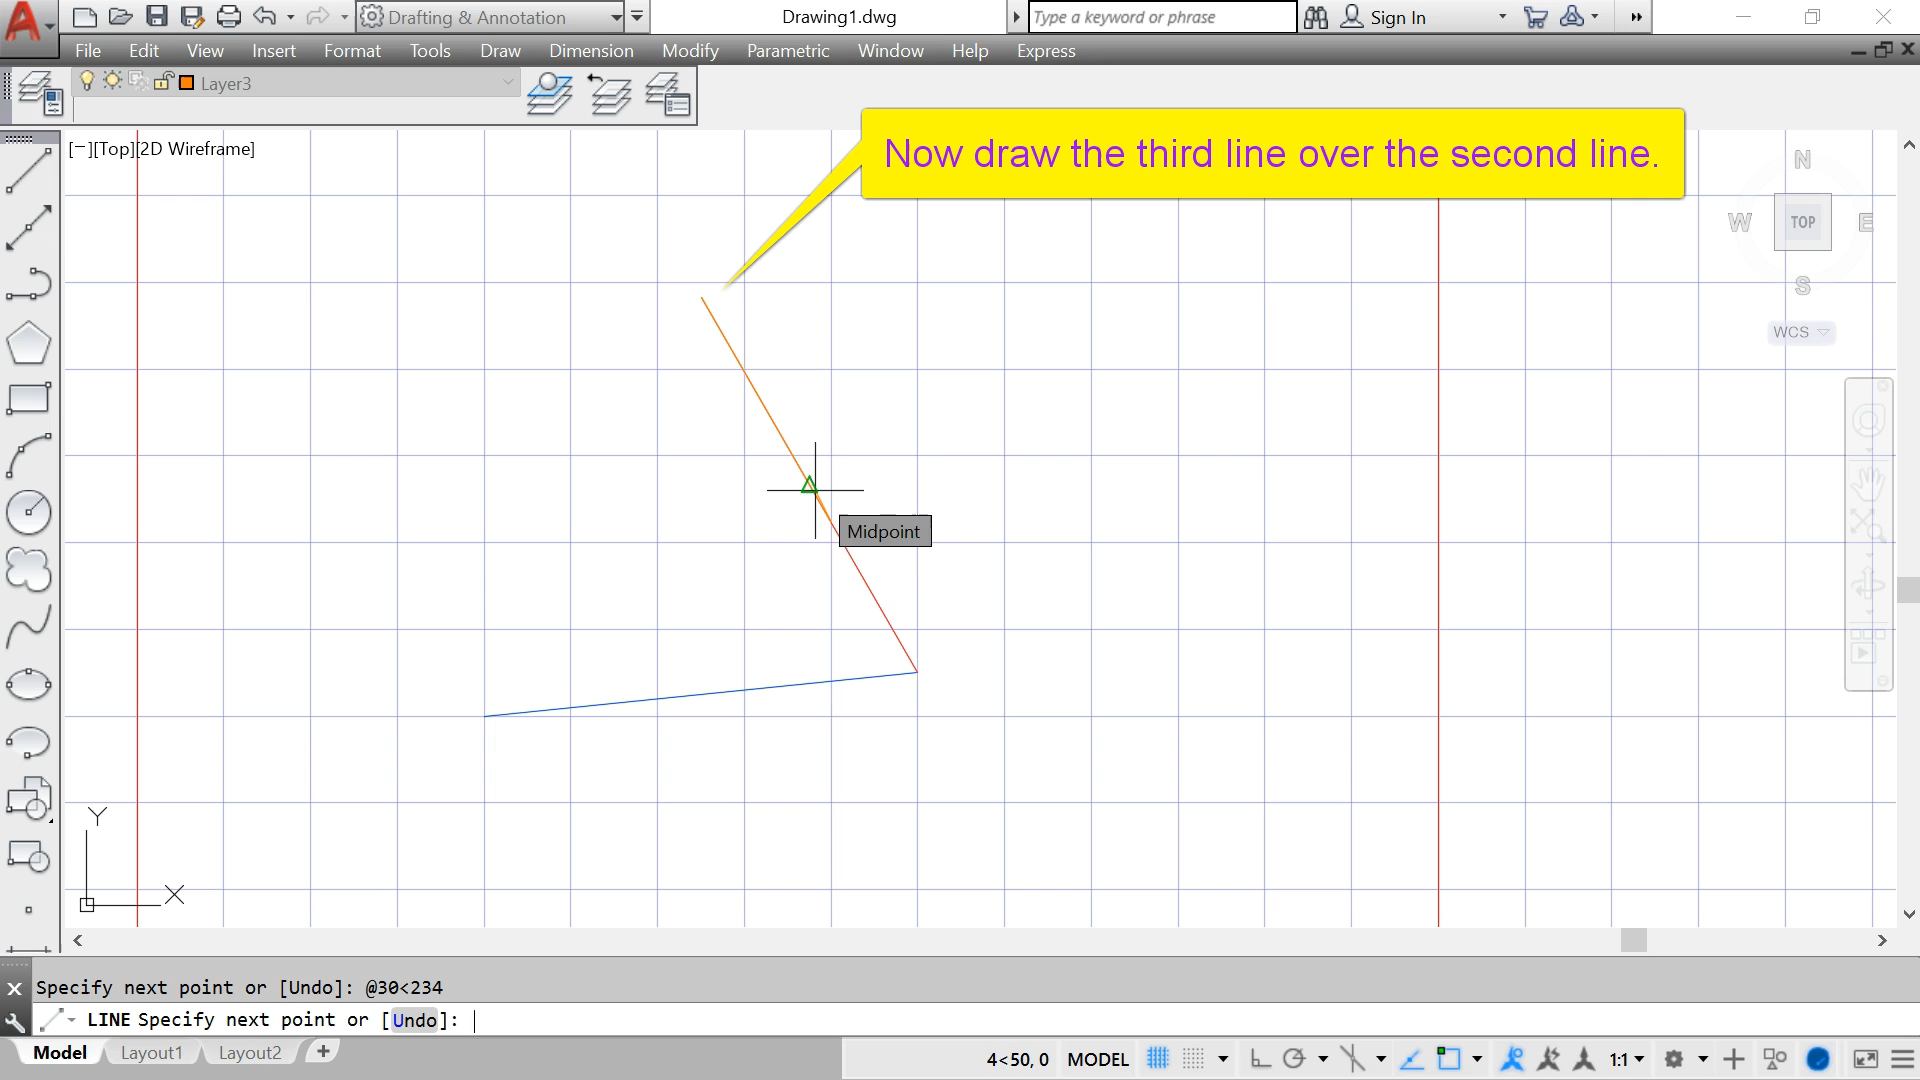 Drafting & Annotation
Drawing1.dwg
Type a keyword or phrase
Sign In
File Edit View Insert Format Tools Draw Dimension Modify Parametric Window Help Express
Layer3
[−][Top][2D Wireframe]
Now draw the third line over the second line.
N
W TOP E
S
WCS
Midpoint
Y
X
Specify next point or [Undo]: @30<234
LINE Specify next point or [Undo]:
Model Layout1 Layout2 +
4<50, 0 MODEL 1:1